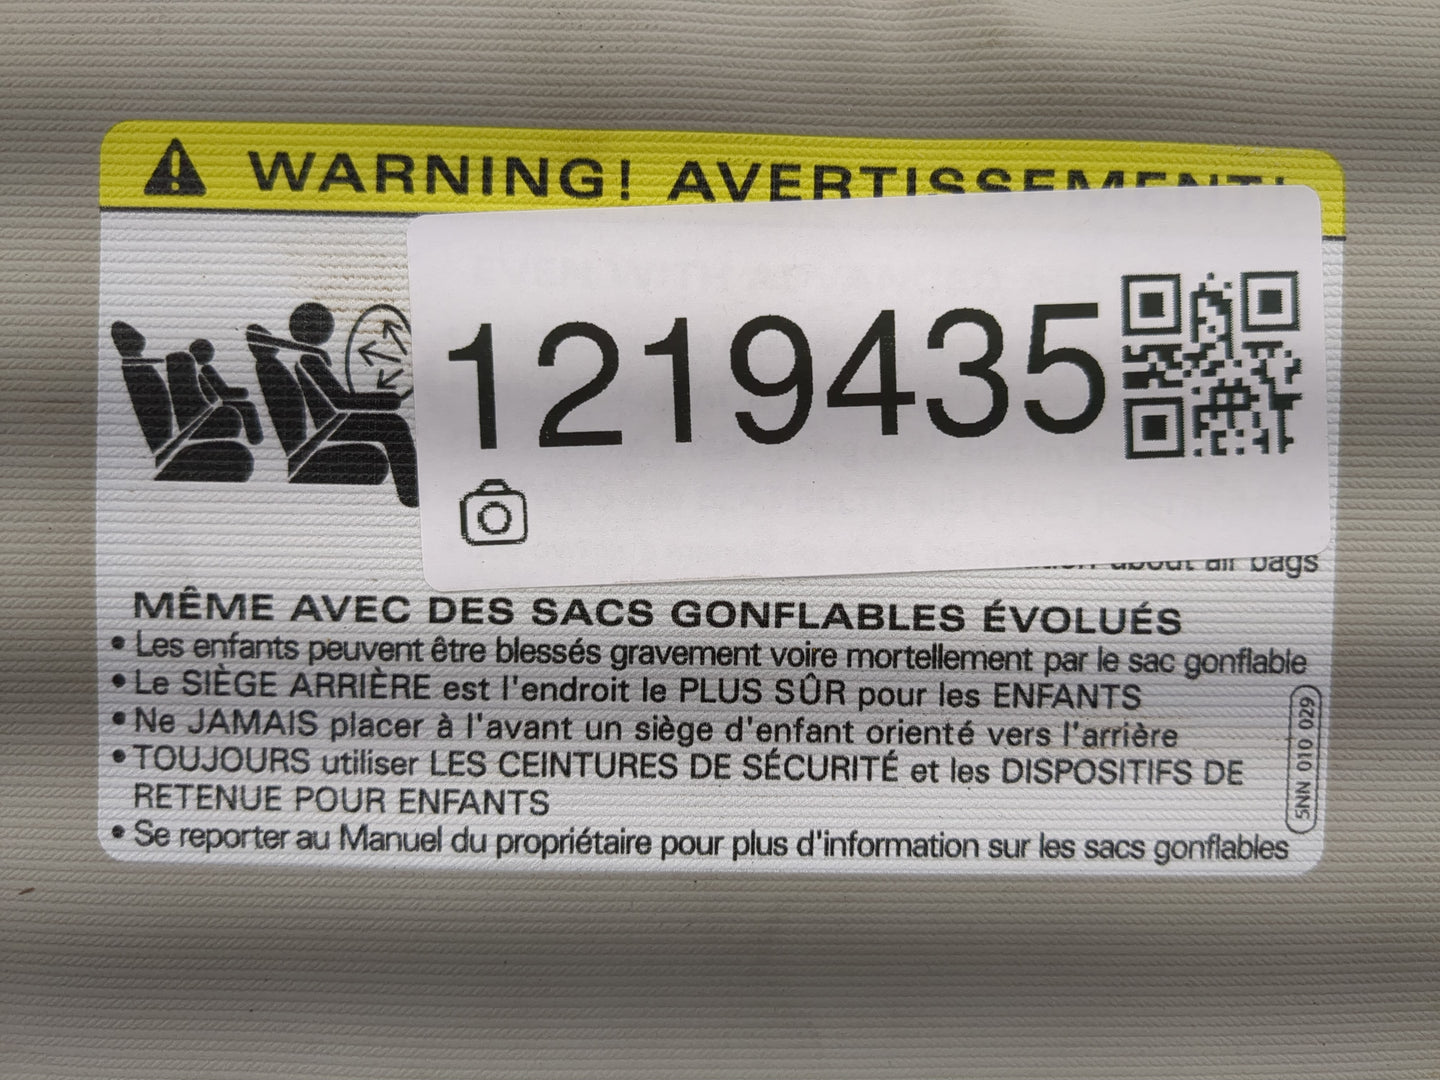 WARNING! AVERTISSEMENT!
1219435
about air bags
MÊME AVEC DES SACS GONFLABLES ÉVOLUÉS
• Les enfants peuvent être blessés gravement voire mortellement par le sac gonflable
• Le SIÈGE ARRIÈRE est l'endroit le PLUS SÛR pour les ENFANTS
• Ne JAMAIS placer à l'avant un siège d'enfant orienté vers l'arrière
• TOUJOURS utiliser LES CEINTURES DE SÉCURITÉ et les DISPOSITIFS DE
RETENUE POUR ENFANTS
• Se reporter au Manuel du propriétaire pour plus d'information sur les sacs gonflables
5NN 010 029